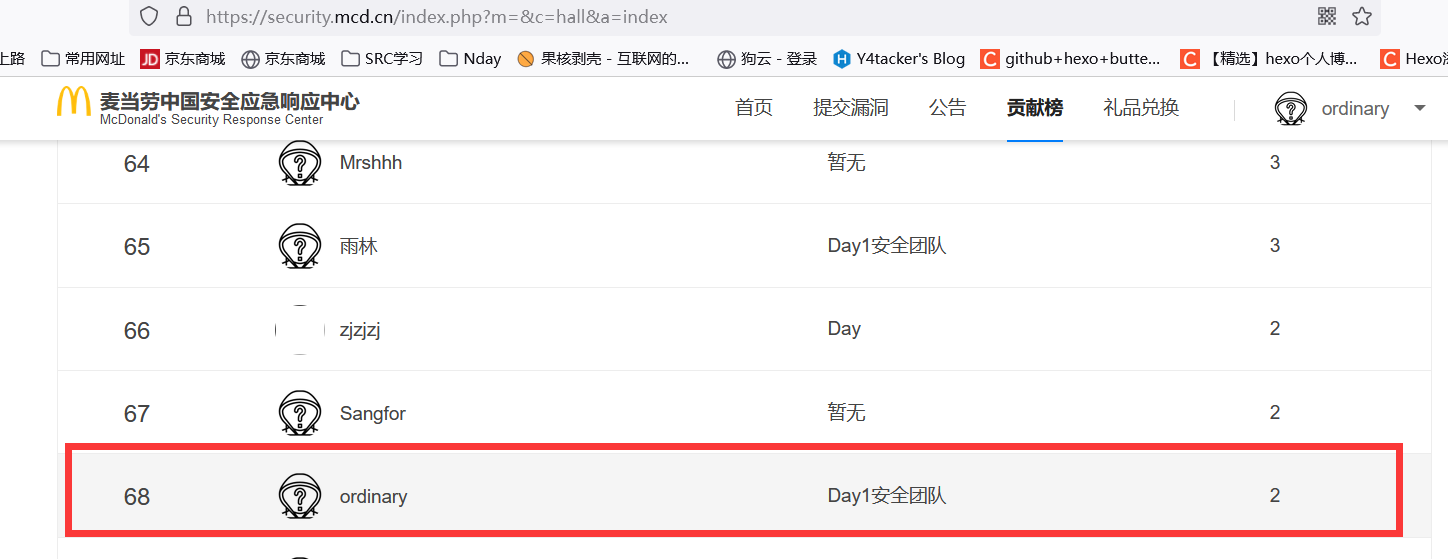 https://security.mcd.cn/index.php?m=&c=hall&a=index
上路 常用网址 JD 京东商城 京东商城 SRC学习 Nday 果核剥壳 - 互联网的... 狗云 - 登录 H Y4tacker's Blog C github+hexo+butte... C 【精选】hexo个人博... C Hexo
麦当劳中国安全应急响应中心
McDonald's Security Response Center
首页 提交漏洞 公告 贡献榜 礼品兑换 ordinary
64 Mrshhh 暂无 3
65 雨林 Day1安全团队 3
66 zjzjzj Day 2
67 Sangfor 暂无 2
68 ordinary Day1安全团队 2